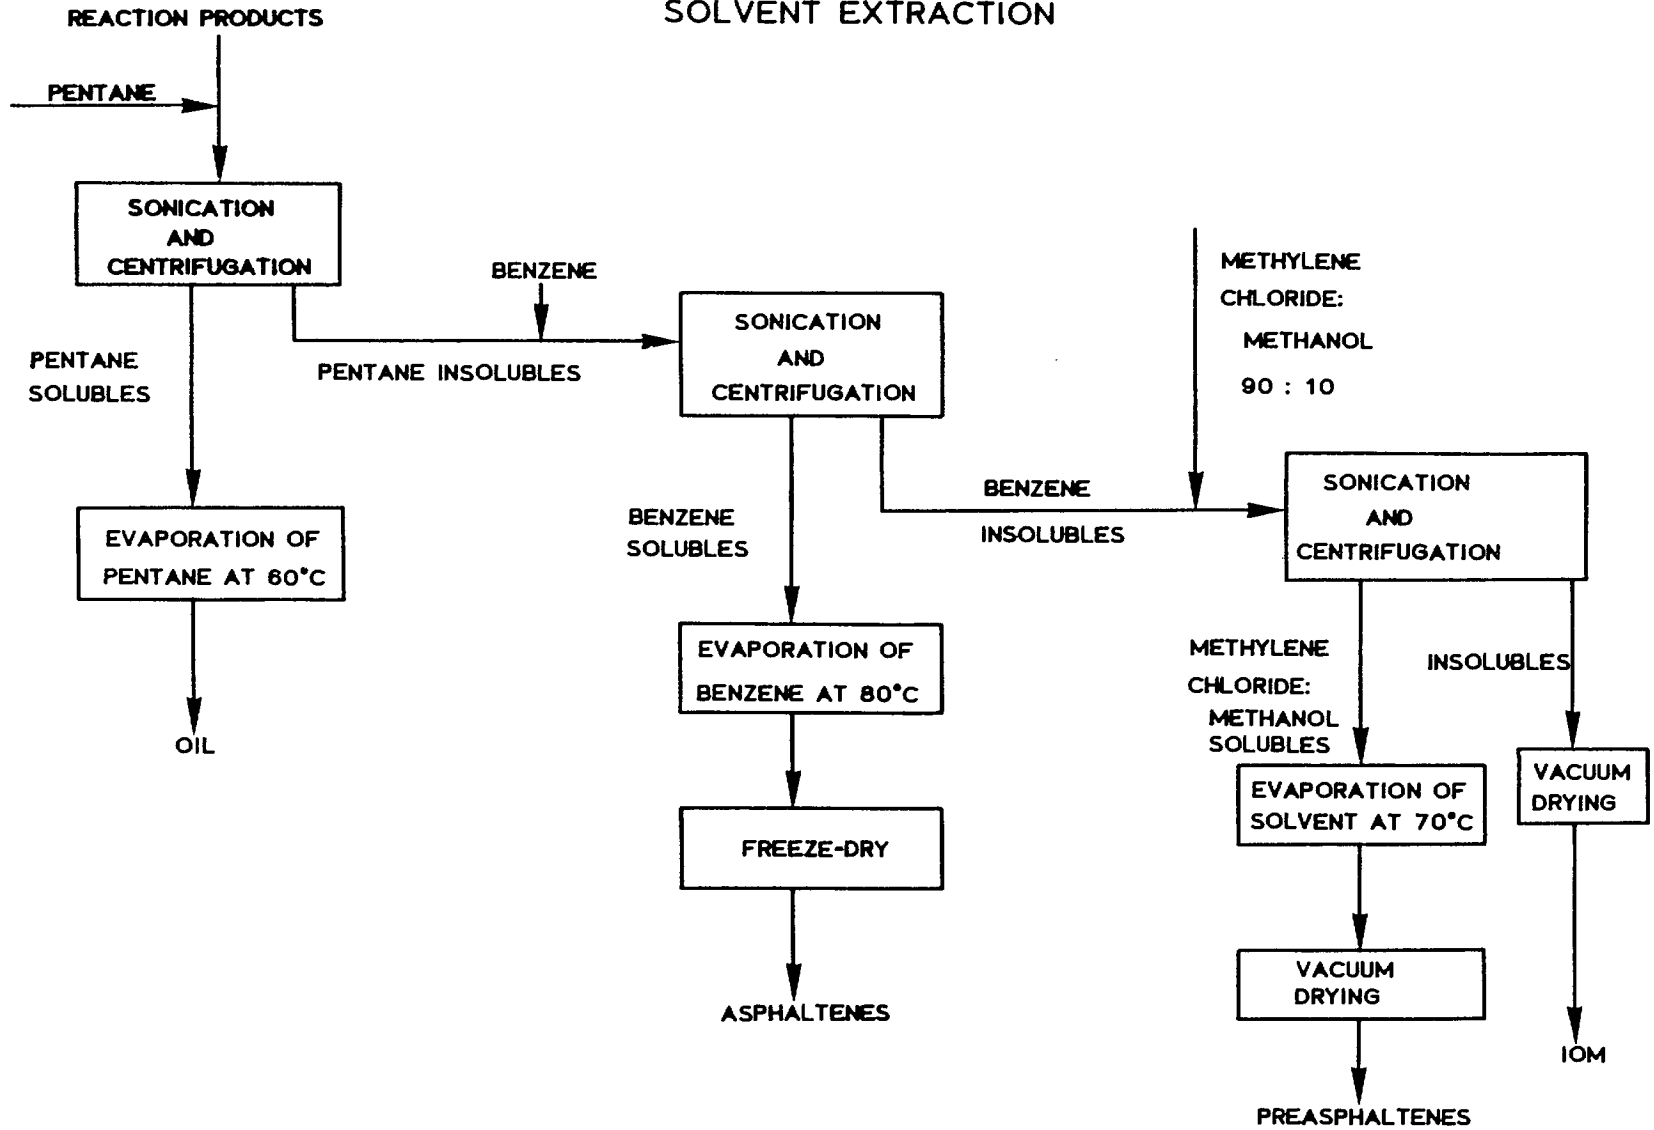 SOLVENT EXTRACTION
REACTION PRODUCTS
PENTANE
SONICATION
AND
CENTRIFUGATION
PENTANE
SOLUBLES
PENTANE INSOLUBLES
BENZENE
SONICATION
AND
CENTRIFUGATION
METHYLENE
CHLORIDE:
METHANOL
90 : 10
EVAPORATION OF
PENTANE AT 60°C
OIL
BENZENE
SOLUBLES
BENZENE
INSOLUBLES
SONICATION
AND
CENTRIFUGATION
EVAPORATION OF
BENZENE AT 80°C
FREEZE-DRY
ASPHALTENES
METHYLENE
CHLORIDE:
METHANOL
SOLUBLES
INSOLUBLES
EVAPORATION OF
SOLVENT AT 70°C
VACUUM
DRYING
VACUUM
DRYING
IOM
PREASPHALTENES